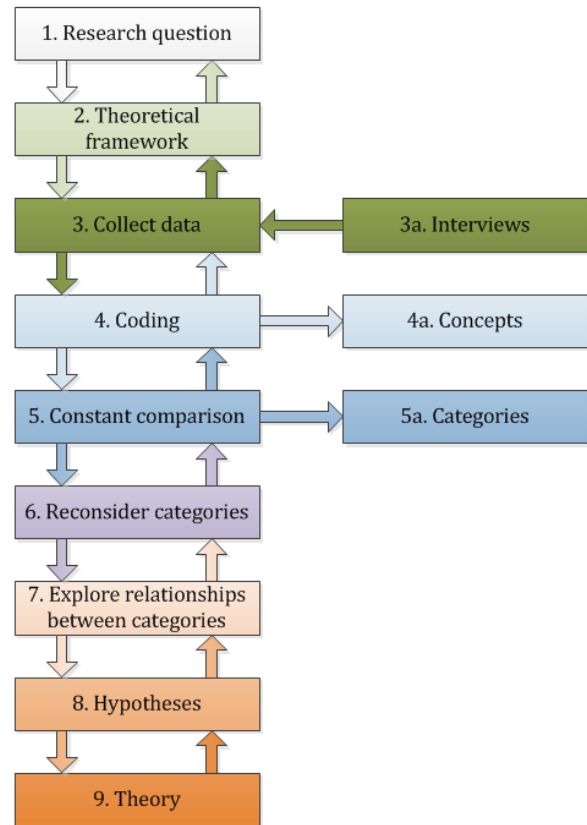 1. Research question
2. Theoretical
framework
3. Collect data
3a. Interviews
4. Coding
4a. Concepts
5. Constant comparison
5a. Categories
6. Reconsider categories
7. Explore relationships
between categories
8. Hypotheses
9. Theory